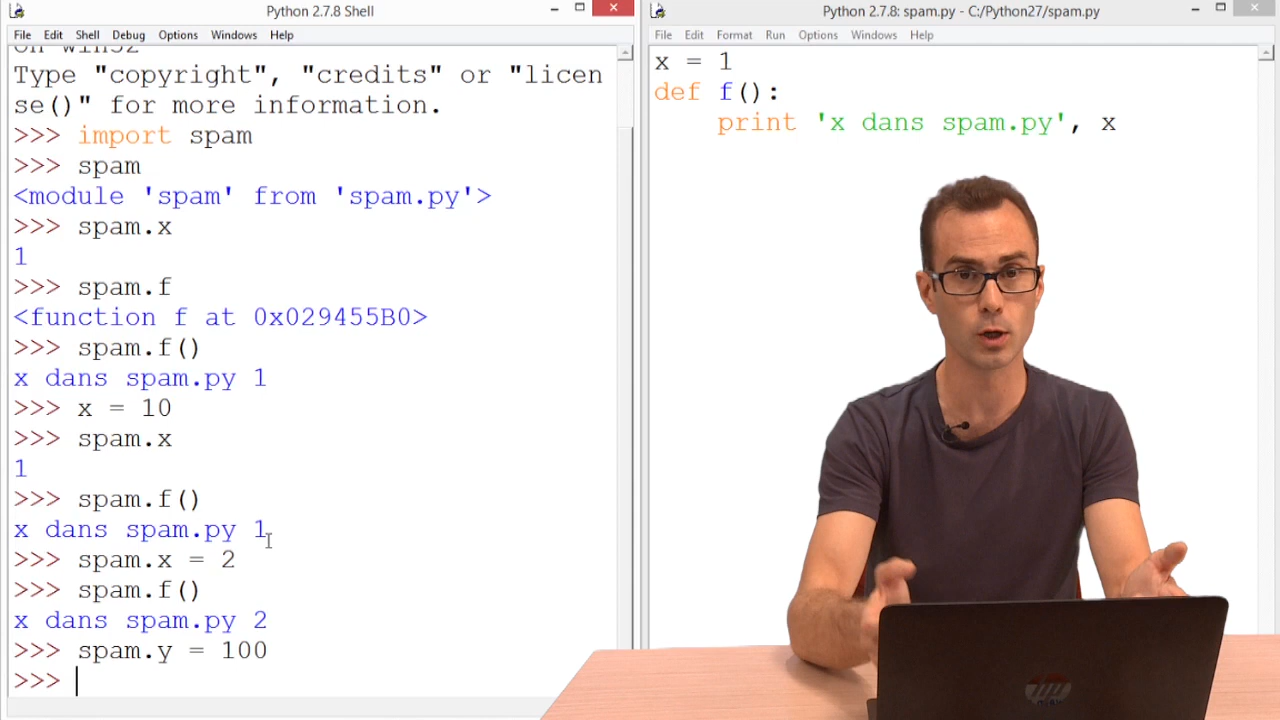 Python 2.7.8 Shell
File Edit Shell Debug Options Windows Help
on win32
Type "copyright", "credits" or "licen
se()" for more information.
>>> import spam
>>> spam
<module 'spam' from 'spam.py'>
>>> spam.x
1
>>> spam.f
<function f at 0x029455B0>
>>> spam.f()
x dans spam.py 1
>>> x = 10
>>> spam.x
1
>>> spam.f()
x dans spam.py 1
>>> spam.x = 2
>>> spam.f()
x dans spam.py 2
>>> spam.y = 100
>>>
Python 2.7.8: spam.py - C:/Python27/spam.py
File Edit Format Run Options Windows Help
x = 1
def f():
    print 'x dans spam.py', x
hp